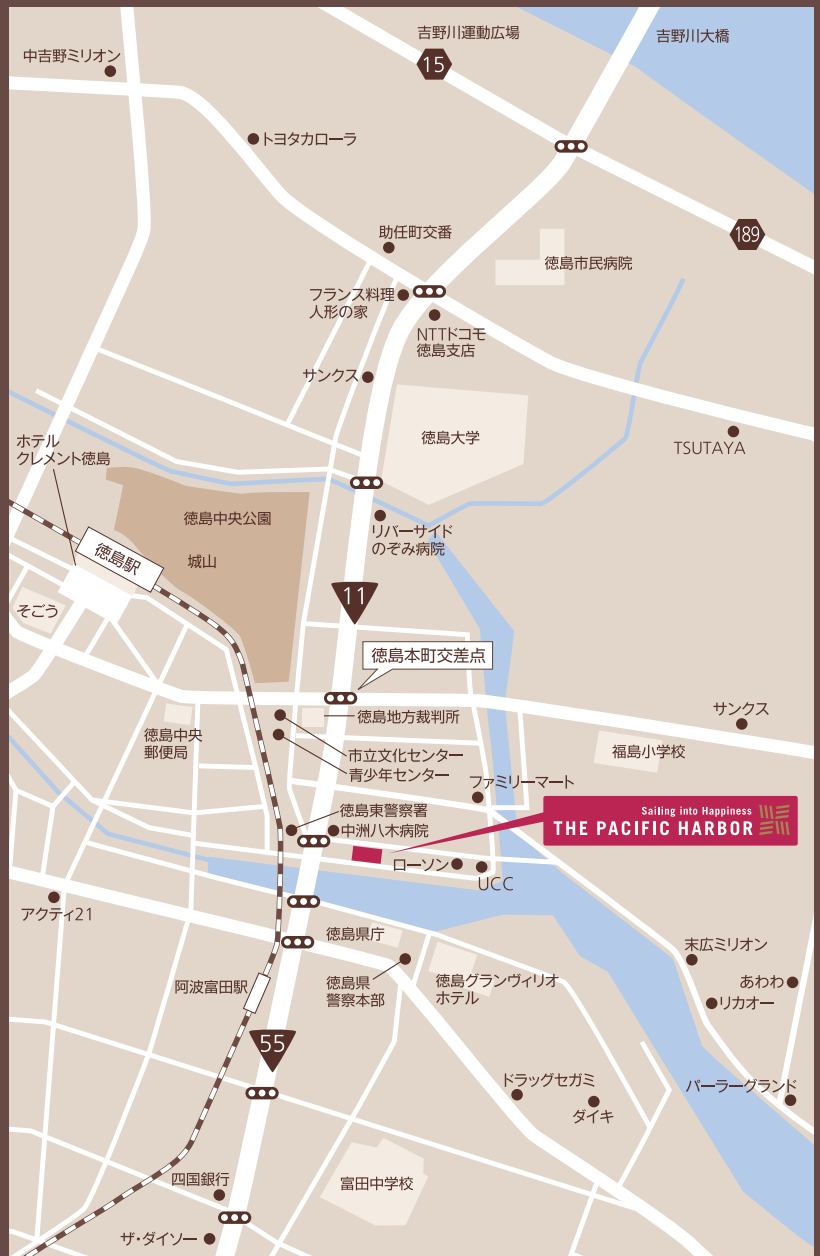 吉野川運動広場
吉野川大橋
中吉野ミリオン
15
トヨタカローラ
189
助任町交番
徳島市民病院
フランス料理
人形の家
NTTドコモ
徳島支店
サンクス
徳島大学
TSUTAYA
ホテル
クレメント徳島
徳島中央公園
リバーサイド
のぞみ病院
徳島駅
城山
11
そごう
徳島本町交差点
徳島地方裁判所
サンクス
徳島中央
郵便局
市立文化センター
青少年センター
福島小学校
ファミリーマート
徳島東警察署
中洲八木病院
Sailing into Happiness
THE PACIFIC HARBOR
ローソン
UCC
アクティ21
徳島県庁
末広ミリオン
阿波富田駅
徳島県
警察本部
徳島グランヴィリオ
ホテル
あわわ
リカオー
55
ドラッグセガミ
ダイキ
パーラーグランド
四国銀行
富田中学校
ザ・ダイソー